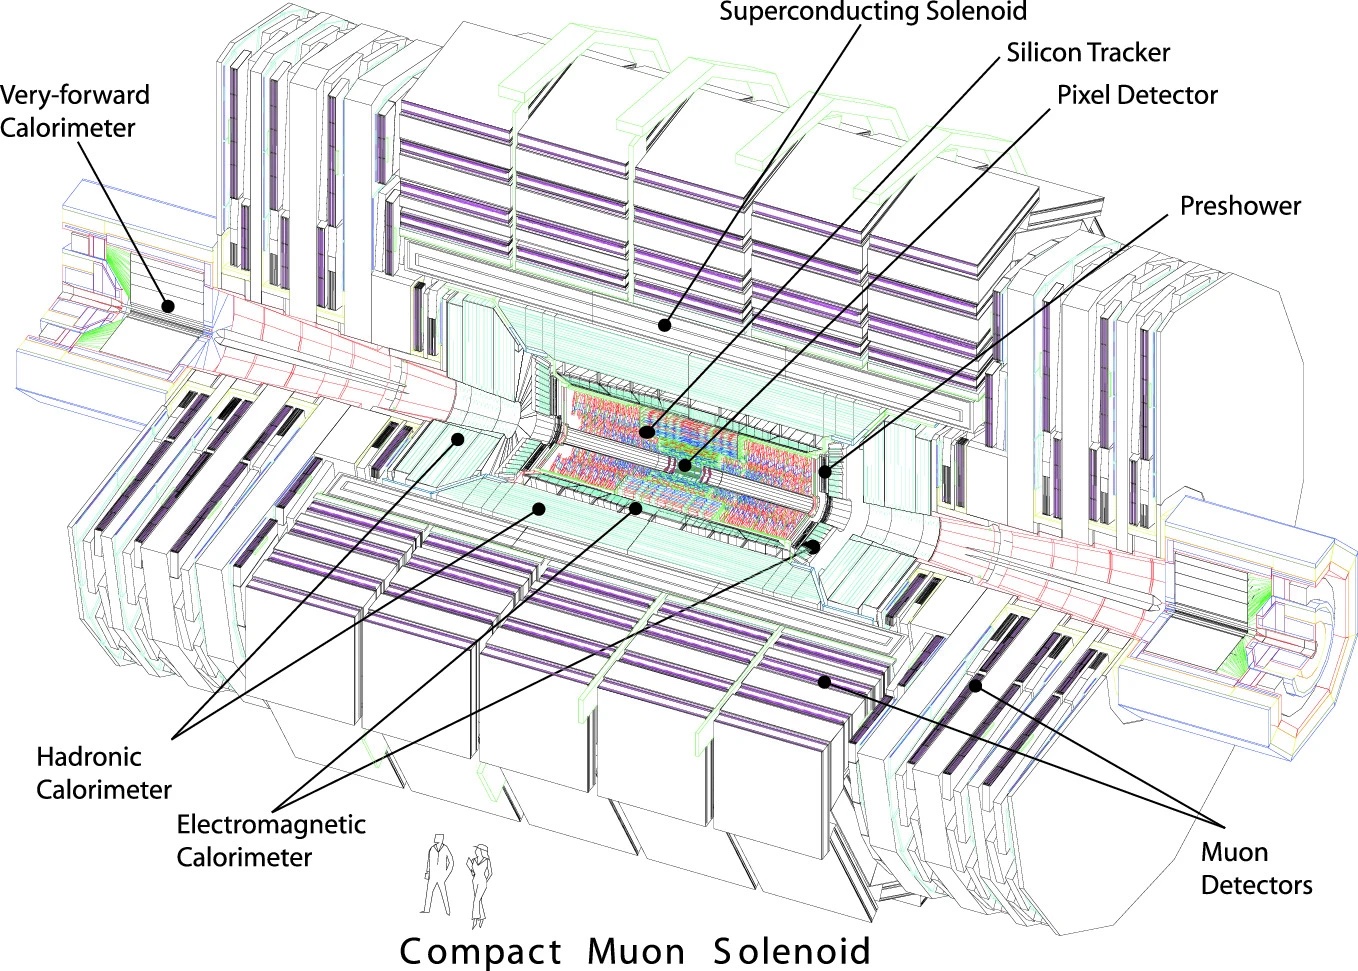 Superconducting Solenoid
Silicon Tracker
Pixel Detector
Very-forward
Calorimeter
Preshower
Hadronic
Calorimeter
Electromagnetic
Calorimeter
Muon
Detectors
Compact Muon Solenoid